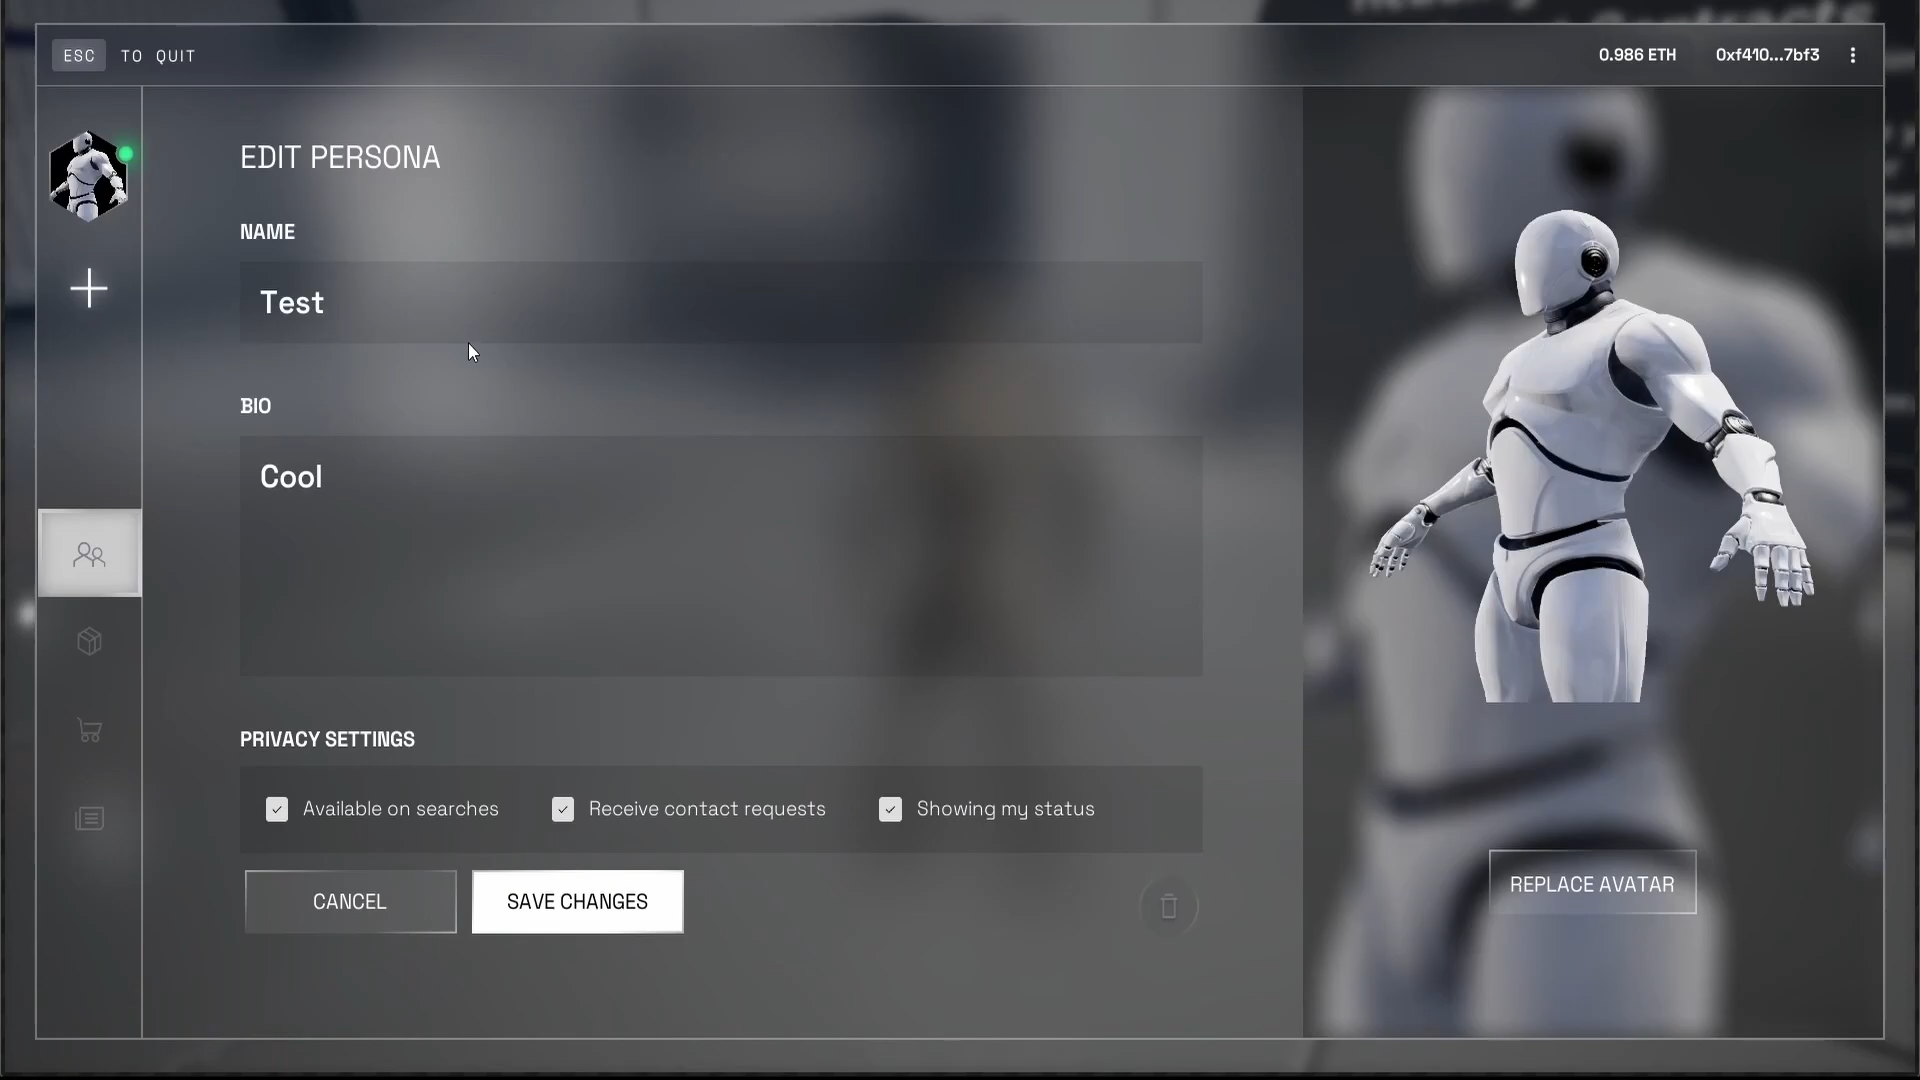 ESC TO QUIT
0.986 ETH 0xf410...7bf3
EDIT PERSONA
NAME
Test
BIO
Cool
PRIVACY SETTINGS
Available on searches Receive contact requests Showing my status
CANCEL SAVE CHANGES
REPLACE AVATAR